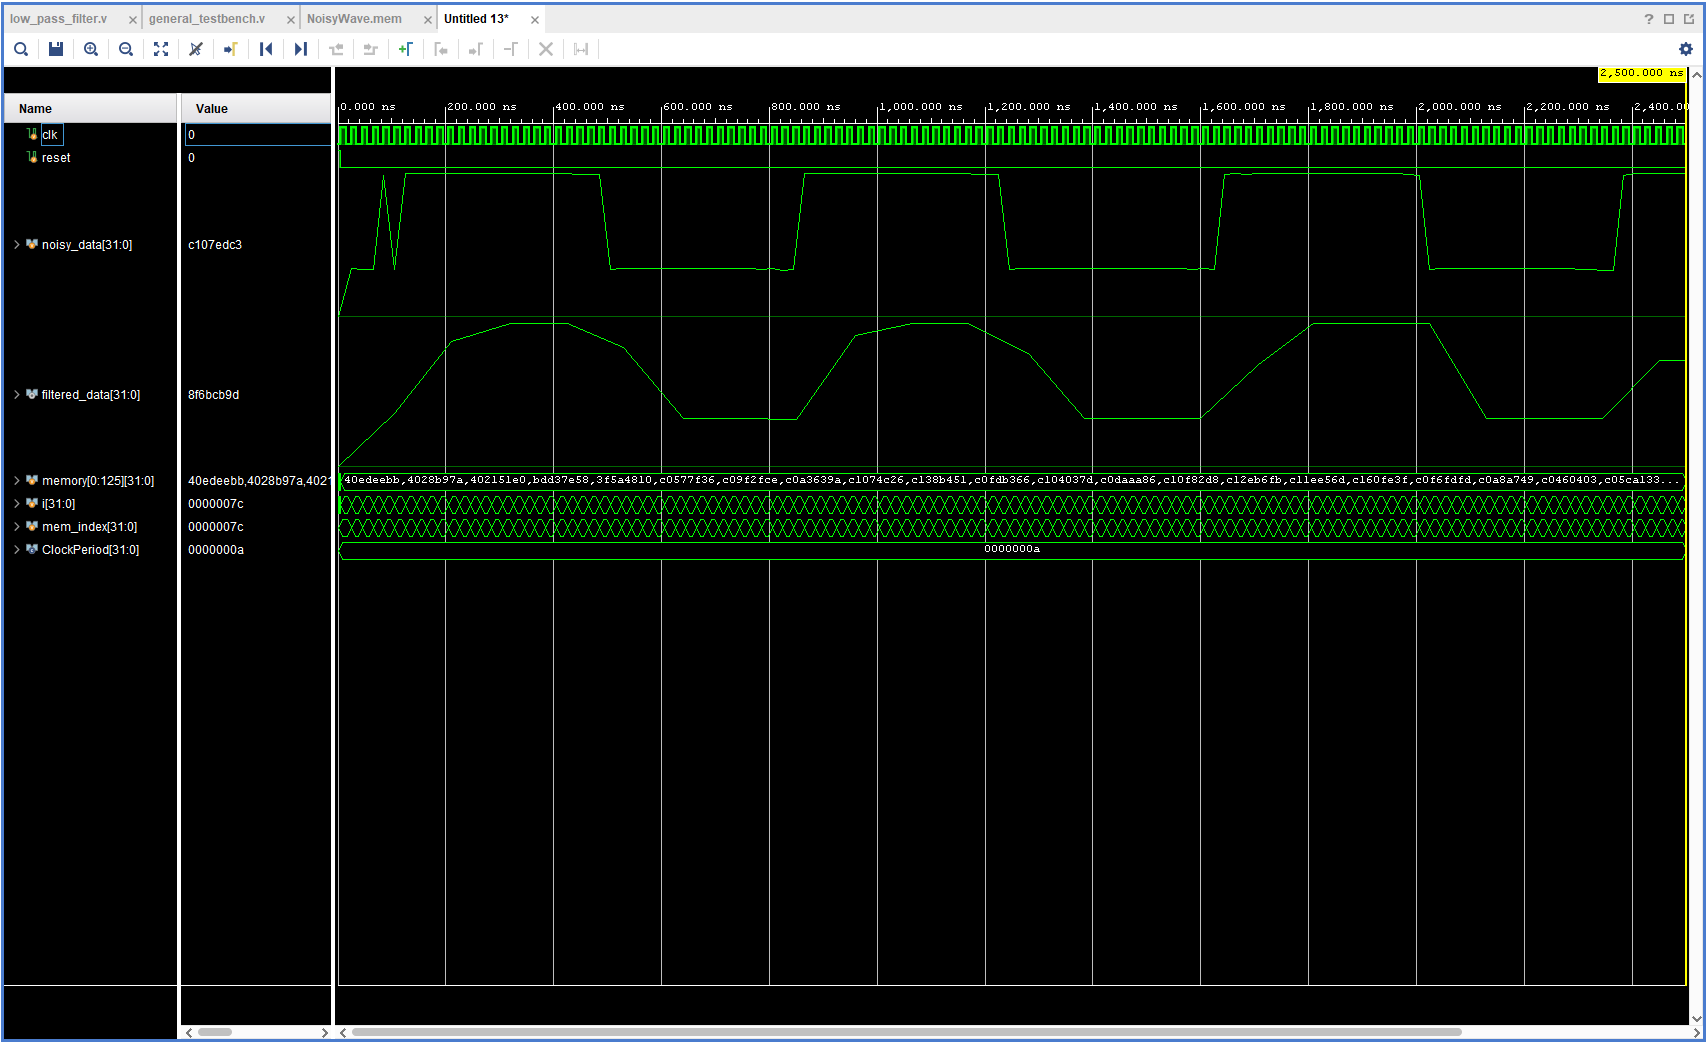 low_pass_filter.v general_testbench.v NoisyWave.mem Untitled 13*
2,500.000 ns
Name Value
0.000 ns 200.000 ns 400.000 ns 600.000 ns 800.000 ns 1,000.000 ns 1,200.000 ns 1,400.000 ns 1,600.000 ns 1,800.000 ns 2,000.000 ns 2,200.000 ns 2,400.00
clk 0
reset 0
noisy_data[31:0] c107edc3
filtered_data[31:0] 8f6bcb9d
memory[0:125][31:0] 40edeebb,4028b97a,4021 40edeebb,4028b97a,402151e0,bdd37e58,3f5a4810,c0577f36,c09f2fce,c0a3639a,c1074c26,c138b451,c0fdb366,c104037d,c0daaa86,c10f82d8,c12eb6fb,c11ee56d,c160fe3f,c0f6fdfd,c0a8a749,c0460403,c05ca133...
i[31:0] 0000007c
mem_index[31:0] 0000007c
ClockPeriod[31:0] 0000000a 0000000a